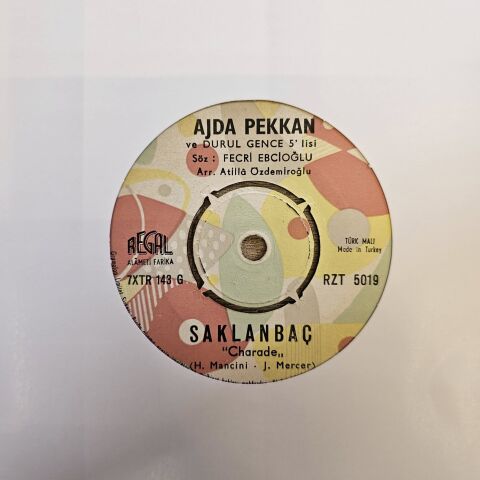 AJDA PEKKAN
ve DURUL GENCE 5' lisi
Söz : FECRİ EBCİOĞLU
Arr. Atillâ Özdemiroğlu
REGAL
ALÂMETİ FARİKA
7XTR 143 G
TÜRK MALI
Made in Turkey
RZT 5019
SAKLANBAÇ
"Charade"
(H. Mancini - J. Mercer)